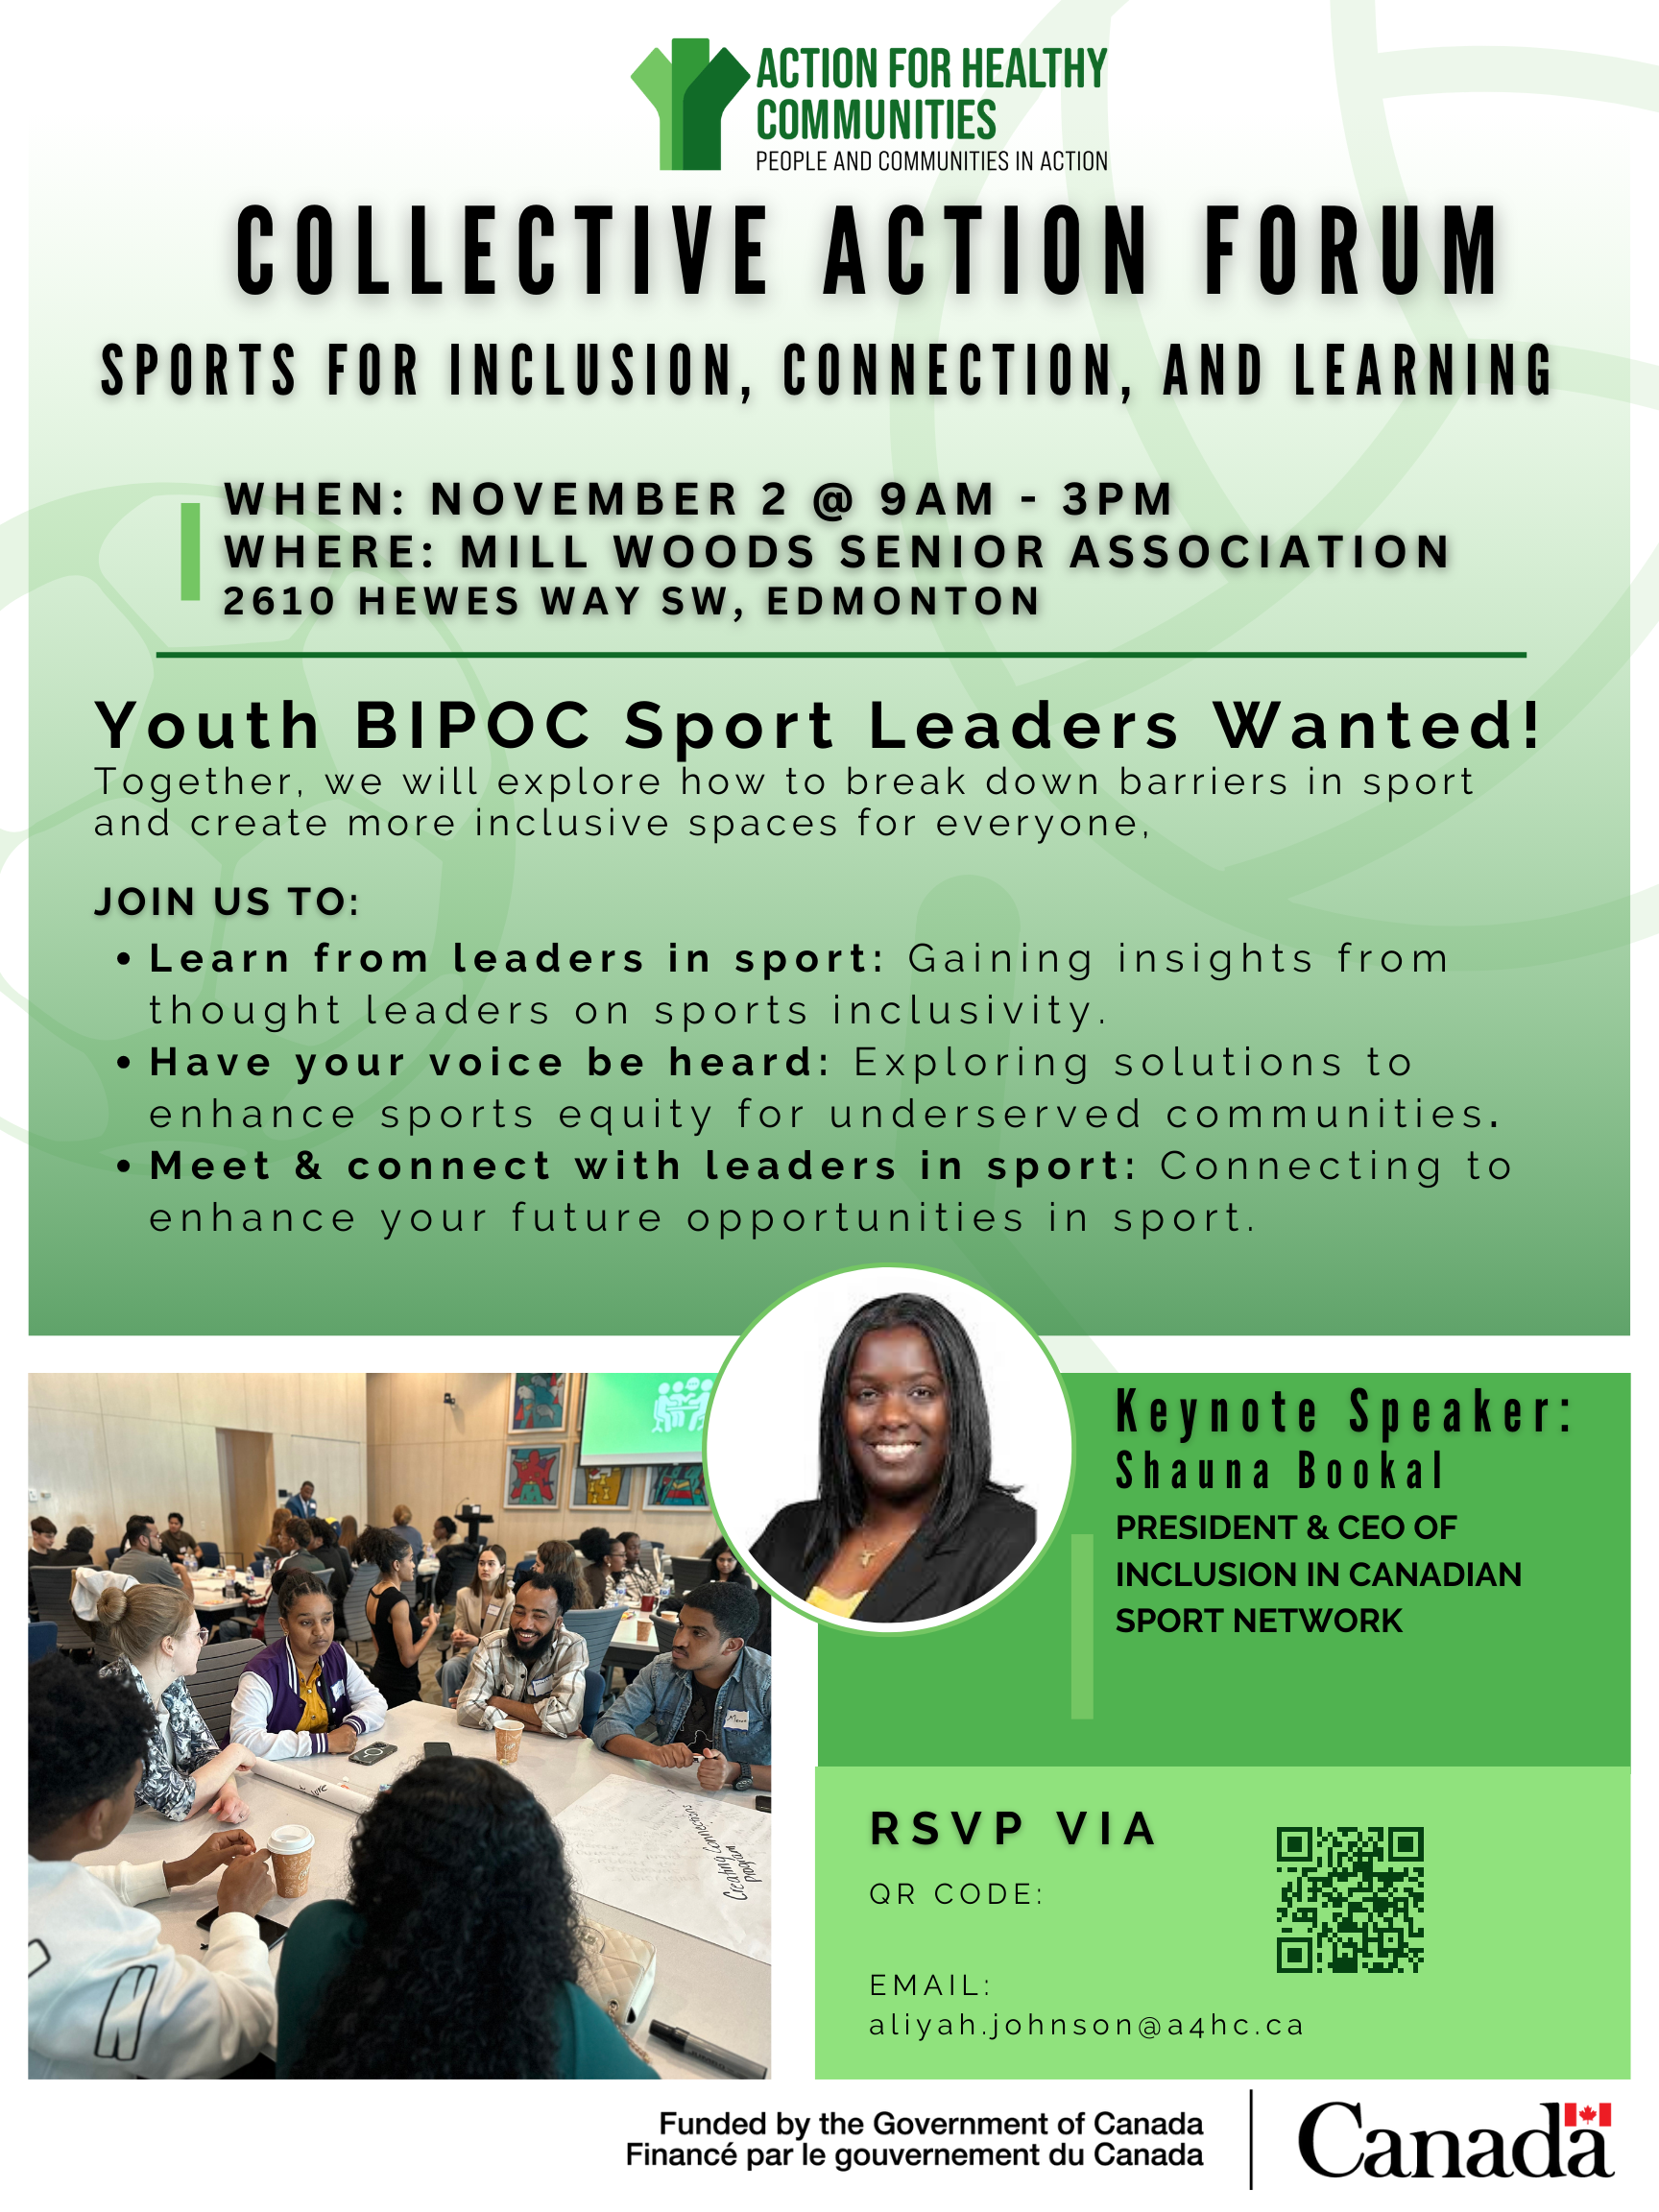 ACTION FOR HEALTHY
COMMUNITIES
PEOPLE AND COMMUNITIES IN ACTION
COLLECTIVE ACTION FORUM
SPORTS FOR INCLUSION, CONNECTION, AND LEARNING
WHEN: NOVEMBER 2 @ 9AM - 3PM
WHERE: MILL WOODS SENIOR ASSOCIATION
2610 HEWES WAY SW, EDMONTON
Youth BIPOC Sport Leaders Wanted!
Together, we will explore how to break down barriers in sport
and create more inclusive spaces for everyone,
JOIN US TO:
• Learn from leaders in sport: Gaining insights from
thought leaders on sports inclusivity.
• Have your voice be heard: Exploring solutions to
enhance sports equity for underserved communities.
• Meet & connect with leaders in sport: Connecting to
enhance your future opportunities in sport.
Keynote Speaker:
Shauna Bookal
PRESIDENT & CEO OF
INCLUSION IN CANADIAN
SPORT NETWORK
Creating Connections
program
RSVP VIA
QR CODE:
EMAIL:
aliyah.johnson@a4hc.ca
Funded by the Government of Canada
Financé par le gouvernement du Canada
Canada